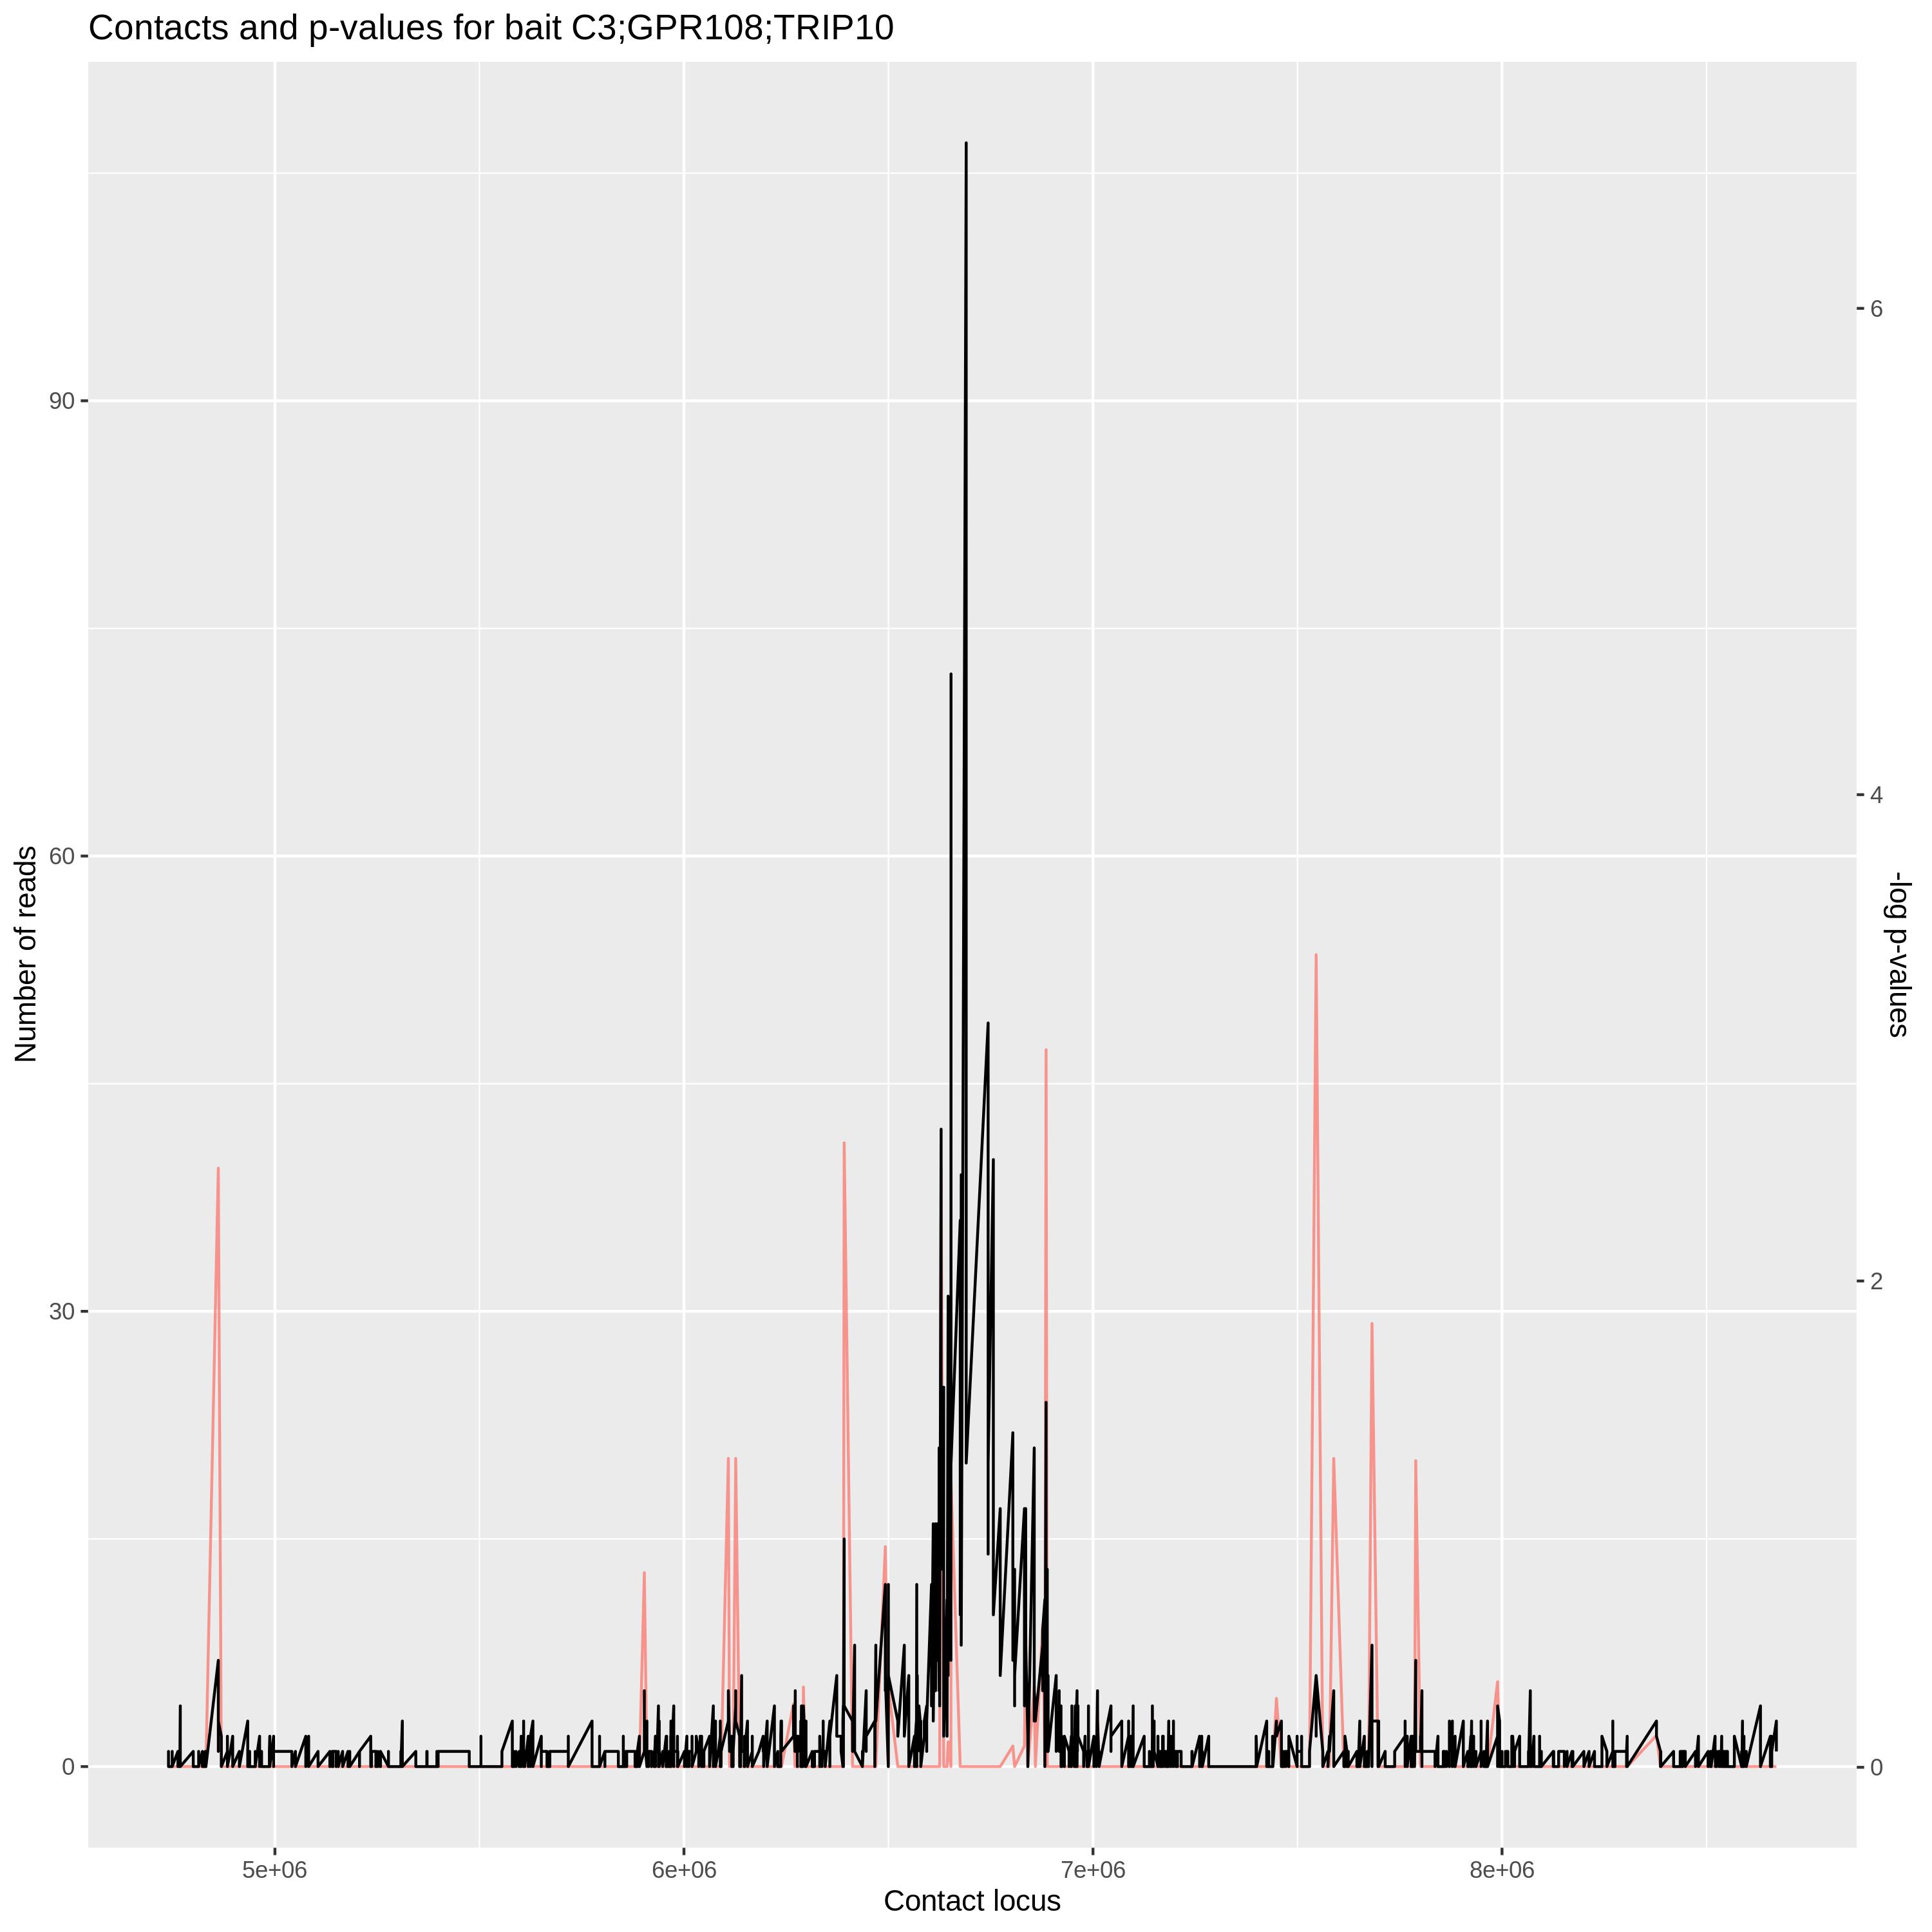 Contacts and p-values for bait C3;GPR108;TRIP10
Number of reads
90
60
30
0
6
4
2
0
-log p-values
5e+06 6e+06 7e+06 8e+06
Contact locus